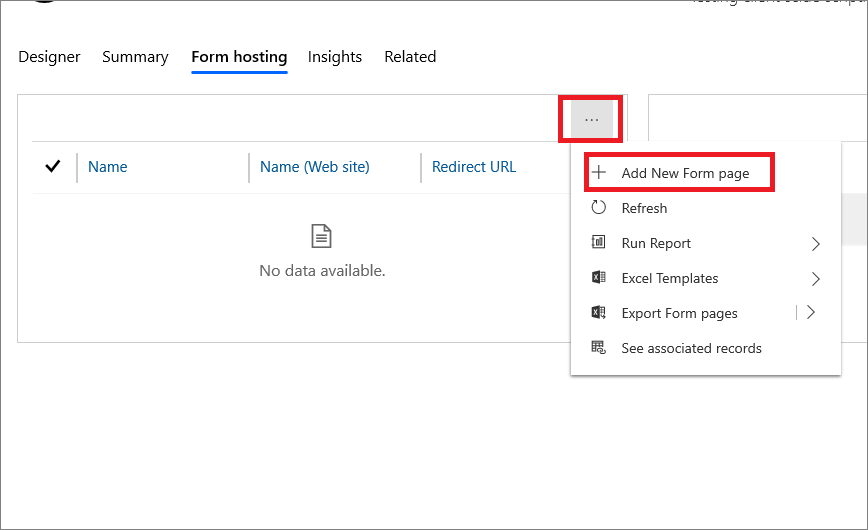 Designer Summary Form hosting Insights Related
...
Name Name (Web site) Redirect URL
No data available.
Add New Form page
Refresh
Run Report
Excel Templates
Export Form pages
See associated records